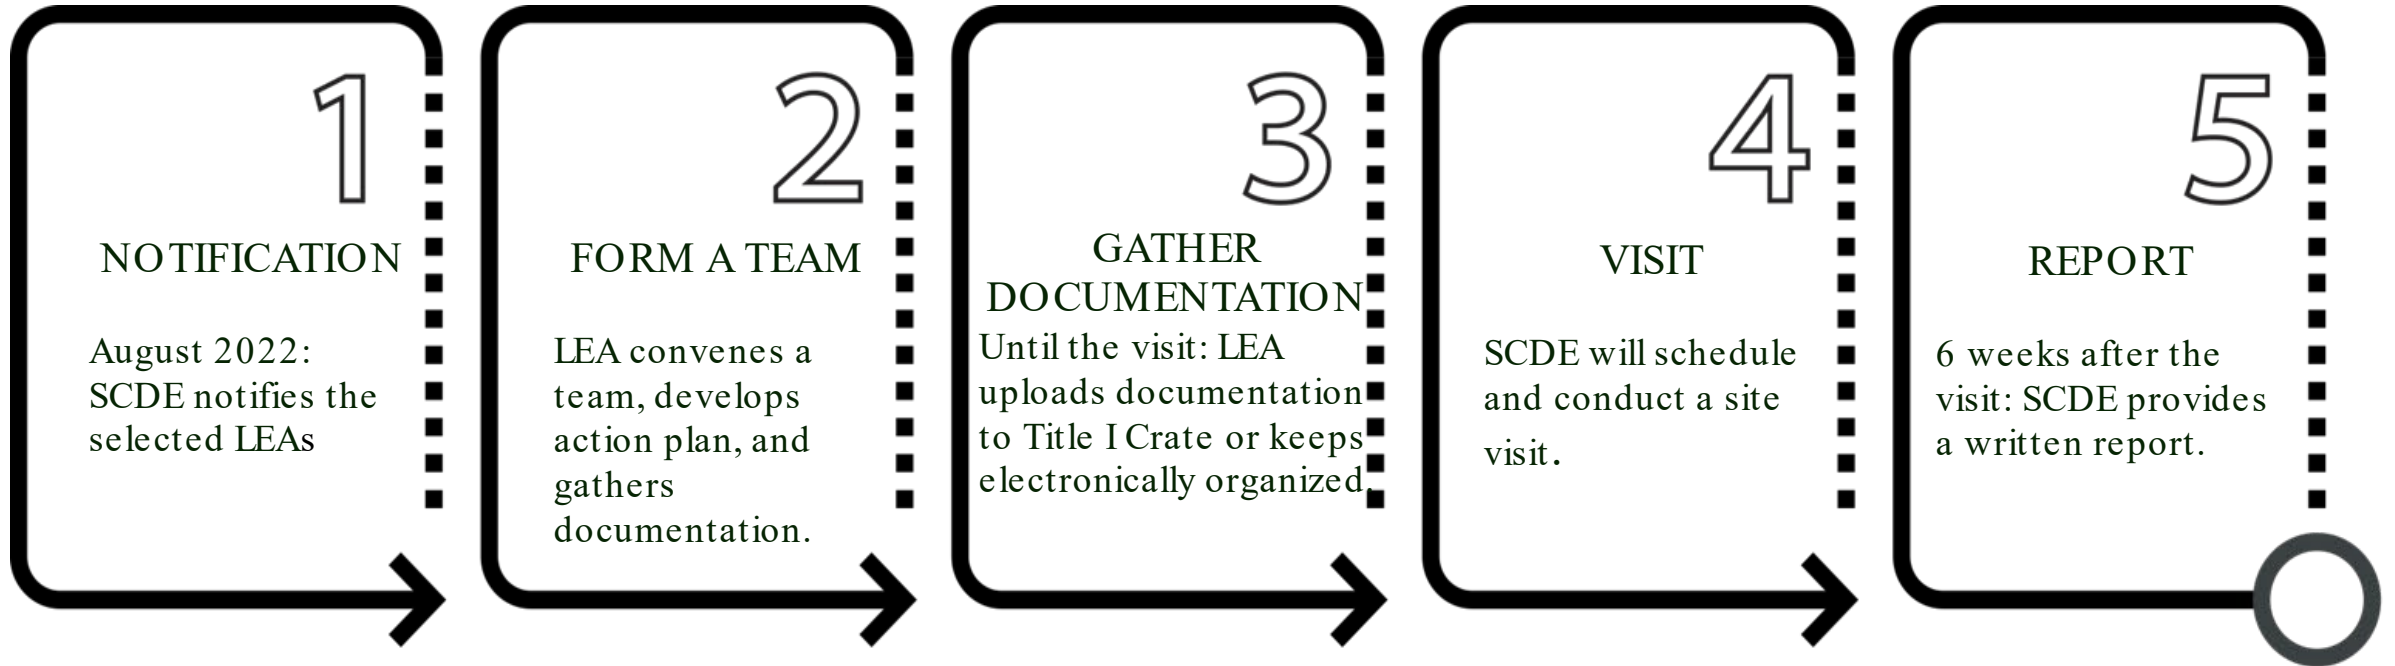 1
NOTIFICATION
August 2022:
SCDE notifies the
selected LEAs
2
FORM A TEAM
LEA convenes a
team, develops
action plan, and
gathers
documentation.
3
GATHER
DOCUMENTATION
Until the visit: LEA
uploads documentation
to Title I Crate or keeps
electronically organized.
4
VISIT
SCDE will schedule
and conduct a site
visit.
5
REPORT
6 weeks after the
visit: SCDE provides
a written report.